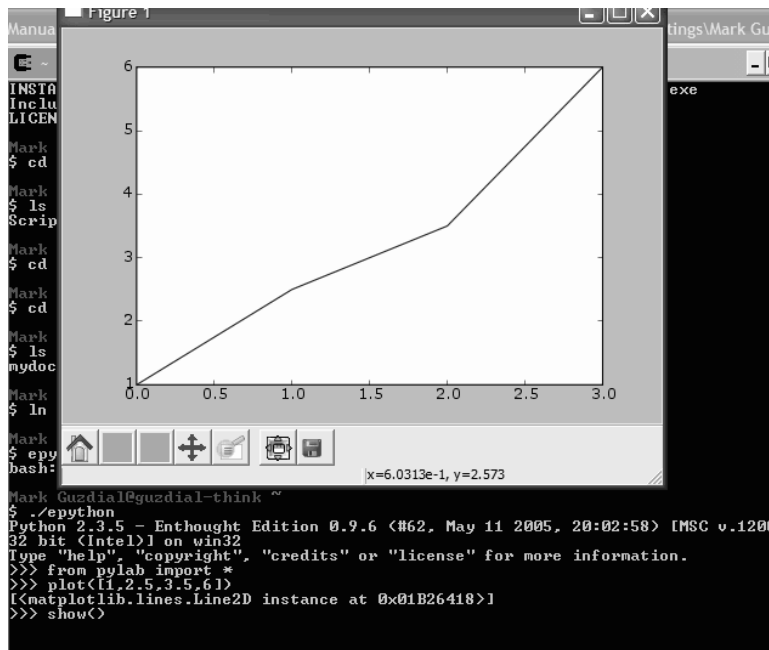 Figure 1
Manua
tings\Mark Gu
~
6
5
4
3
2
1
0.0 0.5 1.0 1.5 2.0 2.5 3.0
x=6.0313e-1, y=2.573
INSTA
exe
Inclu
LICEN
Mark
$ cd
Mark
$ ls
Scrip
Mark
$ cd
Mark
$ cd
Mark
$ ls
mydoc
Mark
$ ln
Mark
$ epy
bash:
Mark Guzdial@guzdial-think ~
$ ./epython
Python 2.3.5 - Enthought Edition 0.9.6 (#62, May 11 2005, 20:02:58) [MSC v.1200
32 bit (Intel)] on win32
Type "help", "copyright", "credits" or "license" for more information.
>>> from pylab import *
>>> plot([1,2.5,3.5,6])
[<matplotlib.lines.Line2D instance at 0x01B26418>]
>>> show()